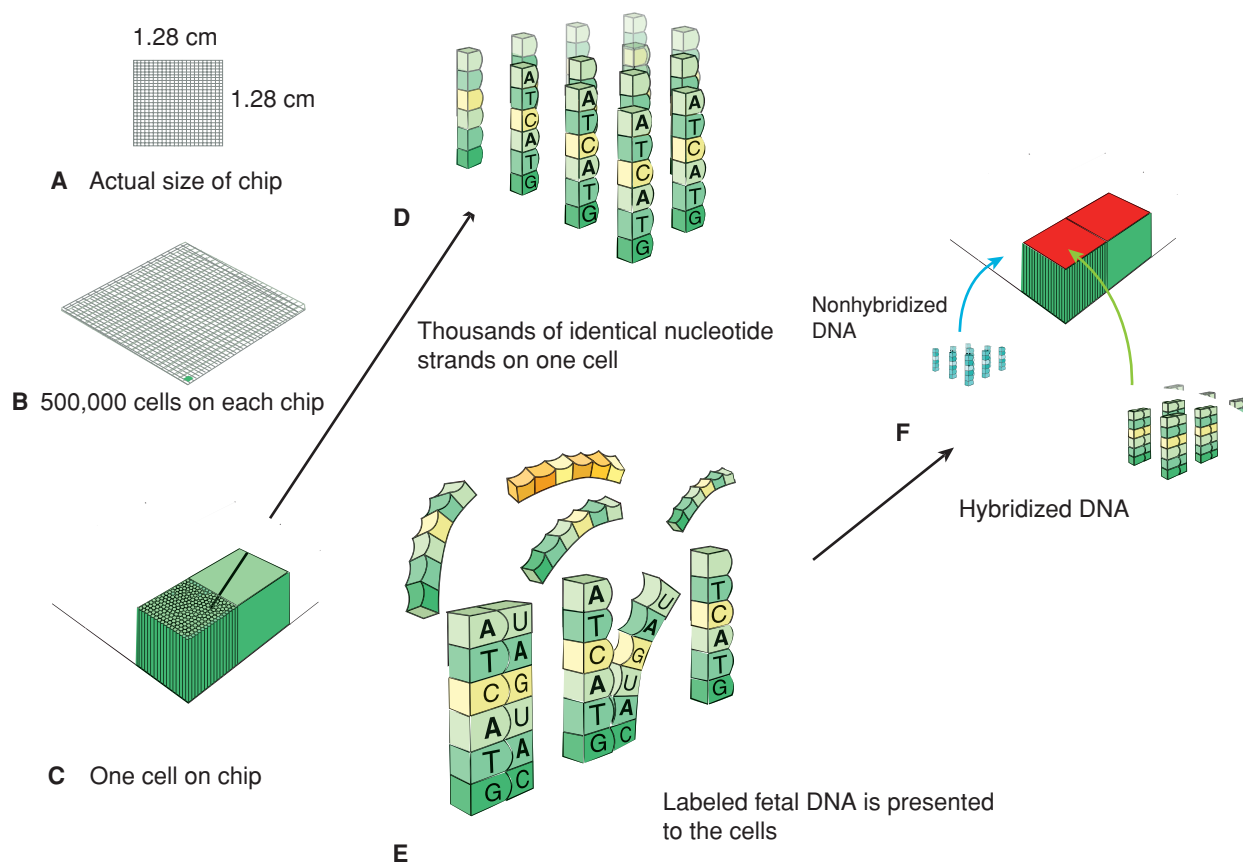 1.28 cm
1.28 cm
A Actual size of chip
B 500,000 cells on each chip
C One cell on chip
A
T
C
A
T
G
A
T
C
A
T
G
A
T
C
A
T
G
A
T
C
A
T
G
D
Thousands of identical nucleotide
strands on one cell
A U
T A
C G
A U
T A
G C
A U
T A
C G
A U
T A
G C
T
C
A
T
G
Labeled fetal DNA is presented
to the cells
E
Nonhybridized
DNA
F
Hybridized DNA